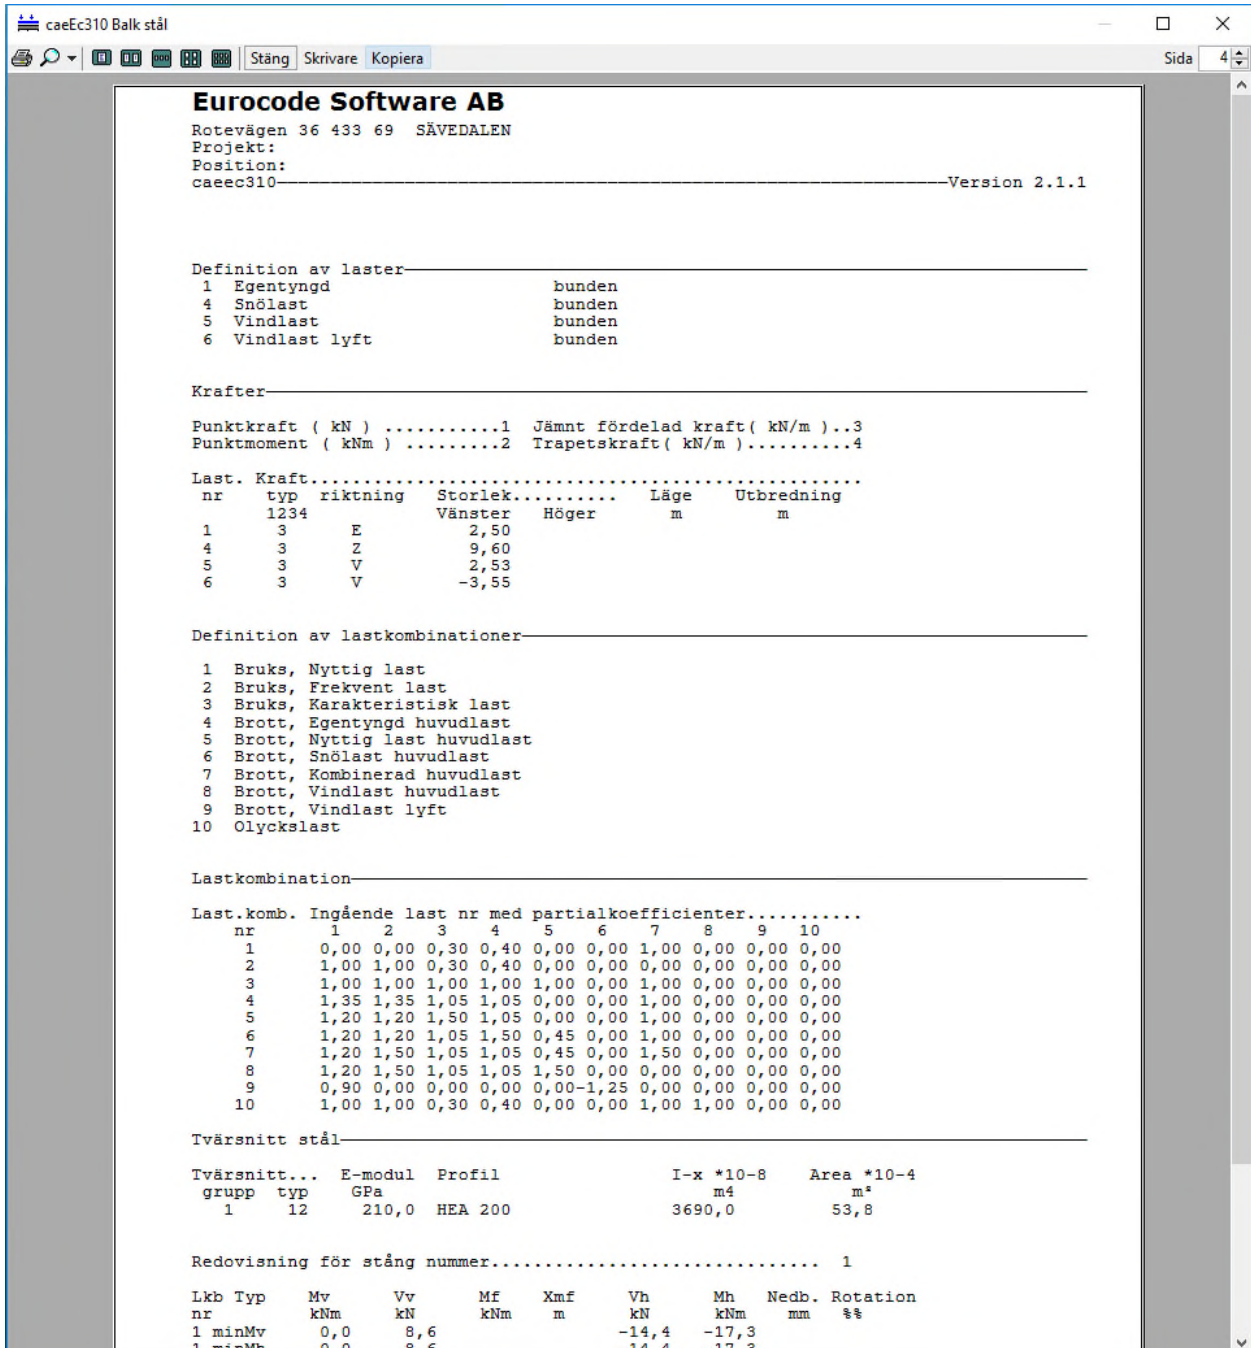 caeEc310 Balk stål
Stäng Skrivare Kopiera Sida 4
Eurocode Software AB
Rotevägen 36 433 69 SÄVEDALEN
Projekt:
Position:
caeec310 Version 2.1.1
Definition av laster
1 Egentyngd bunden
4 Snölast bunden
5 Vindlast bunden
6 Vindlast lyft bunden
Krafter
Punktkraft ( kN ) ...........1 Jämnt fördelad kraft( kN/m )..3
Punktmoment ( kNm ) .........2 Trapetskraft( kN/m )..........4
Last. Kraft...................................................
nr typ riktning Storlek.......... Läge Utbredning
1234 Vänster Höger m m
1 3 E 2,50
4 3 Z 9,60
5 3 V 2,53
6 3 V -3,55
Definition av lastkombinationer
1 Bruks, Nyttig last
2 Bruks, Frekvent last
3 Bruks, Karakteristisk last
4 Brott, Egentyngd huvudlast
5 Brott, Nyttig last huvudlast
6 Brott, Snölast huvudlast
7 Brott, Kombinerad huvudlast
8 Brott, Vindlast huvudlast
9 Brott, Vindlast lyft
10 Olyckslast
Lastkombination
Last.komb. Ingående last nr med partialkoefficienter...........
nr 1 2 3 4 5 6 7 8 9 10
1 0,00 0,00 0,30 0,40 0,00 0,00 1,00 0,00 0,00 0,00
2 1,00 1,00 0,30 0,40 0,00 0,00 0,00 0,00 0,00 0,00
3 1,00 1,00 1,00 1,00 1,00 0,00 1,00 0,00 0,00 0,00
4 1,35 1,35 1,05 1,05 0,00 0,00 1,00 0,00 0,00 0,00
5 1,20 1,20 1,50 1,05 0,00 0,00 1,00 0,00 0,00 0,00
6 1,20 1,20 1,05 1,50 0,45 0,00 1,00 0,00 0,00 0,00
7 1,20 1,50 1,05 1,05 0,45 0,00 1,50 0,00 0,00 0,00
8 1,20 1,50 1,05 1,05 1,50 0,00 0,00 0,00 0,00 0,00
9 0,90 0,00 0,00 0,00 0,00-1,25 0,00 0,00 0,00 0,00
10 1,00 1,00 0,30 0,40 0,00 0,00 1,00 1,00 0,00 0,00
Tvärsnitt stål
Tvärsnitt... E-modul Profil I-x *10-8 Area *10-4
grupp typ GPa m4 m²
1 12 210,0 HEA 200 3690,0 53,8
Redovisning för stång nummer.............................. 1
Lkb Typ Mv Vv Mf Xmf Vh Mh Nedb. Rotation
nr kNm kN kNm m kN kNm mm %%
1 minMv 0,0 8,6 -14,4 -17,3
1 minMh 0,0 8,6 -14,4 -17,3